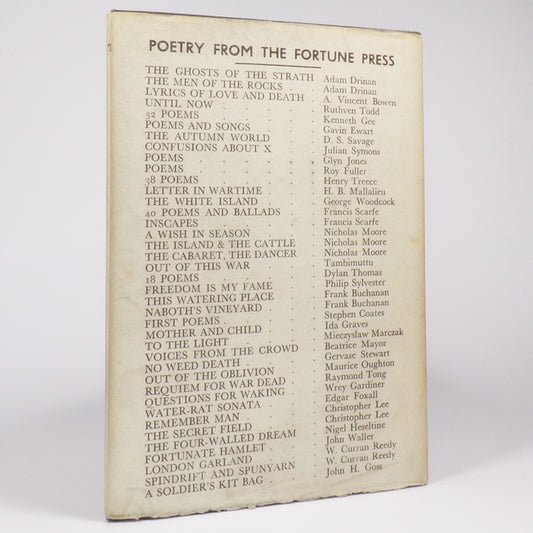 POETRY FROM THE FORTUNE PRESS
THE GHOSTS OF THE STRATH Adam Drinan
THE MEN OF THE ROCKS . . Adam Drinan
LYRICS OF LOVE AND DEATH . A. Vincent Bowen
UNTIL NOW . . . . Ruthven Todd
32 POEMS . . . . Kenneth Gee
POEMS AND SONGS . . . Gavin Ewart
THE AUTUMN WORLD . . . D. S. Savage
CONFUSIONS ABOUT X . . . Julian Symons
POEMS . . . . . Glyn Jones
POEMS . . . . . Roy Fuller
38 POEMS . . . . Henry Treece
LETTER IN WARTIME . . . H. B. Mallalieu
THE WHITE ISLAND . . . George Woodcock
40 POEMS AND BALLADS . . Francis Scarfe
INSCAPES . . . . Francis Scarfe
A WISH IN SEASON . . . Nicholas Moore
THE ISLAND & THE CATTLE . . Nicholas Moore
THE CABARET, THE DANCER . . Nicholas Moore
OUT OF THIS WAR . . . Tambimuttu
18 POEMS . . . . Dylan Thomas
FREEDOM IS MY FAME . . . Philip Sylvester
THIS WATERING PLACE . . . Frank Buchanan
NABOTH'S VINEYARD . . . Frank Buchanan
FIRST POEMS . . . . Stephen Coates
MOTHER AND CHILD . . . Ida Graves
TO THE LIGHT . . . . Mieczyslaw Marczak
VOICES FROM THE CROWD . . Beatrice Mayor
NO WEED DEATH . . . Gervase Stewart
OUT OF THE OBLIVION . . . Maurice Oughton
REQUIEM FOR WAR DEAD . . Raymond Tong
QUESTIONS FOR WAKING . . Wrey Gardiner
WATER-RAT SONATA . . . Edgar Foxall
REMEMBER MAN . . . . Christopher Lee
THE SECRET FIELD . . . Christopher Lee
THE FOUR-WALLED DREAM . . Nigel Heseltine
FORTUNATE HAMLET . . . John Waller
LONDON GARLAND . . . W. Curran Reedy
SPINDRIFT AND SPUNYARN . . W. Curran Reedy
A SOLDIER'S KIT BAG . . . John H. Goss